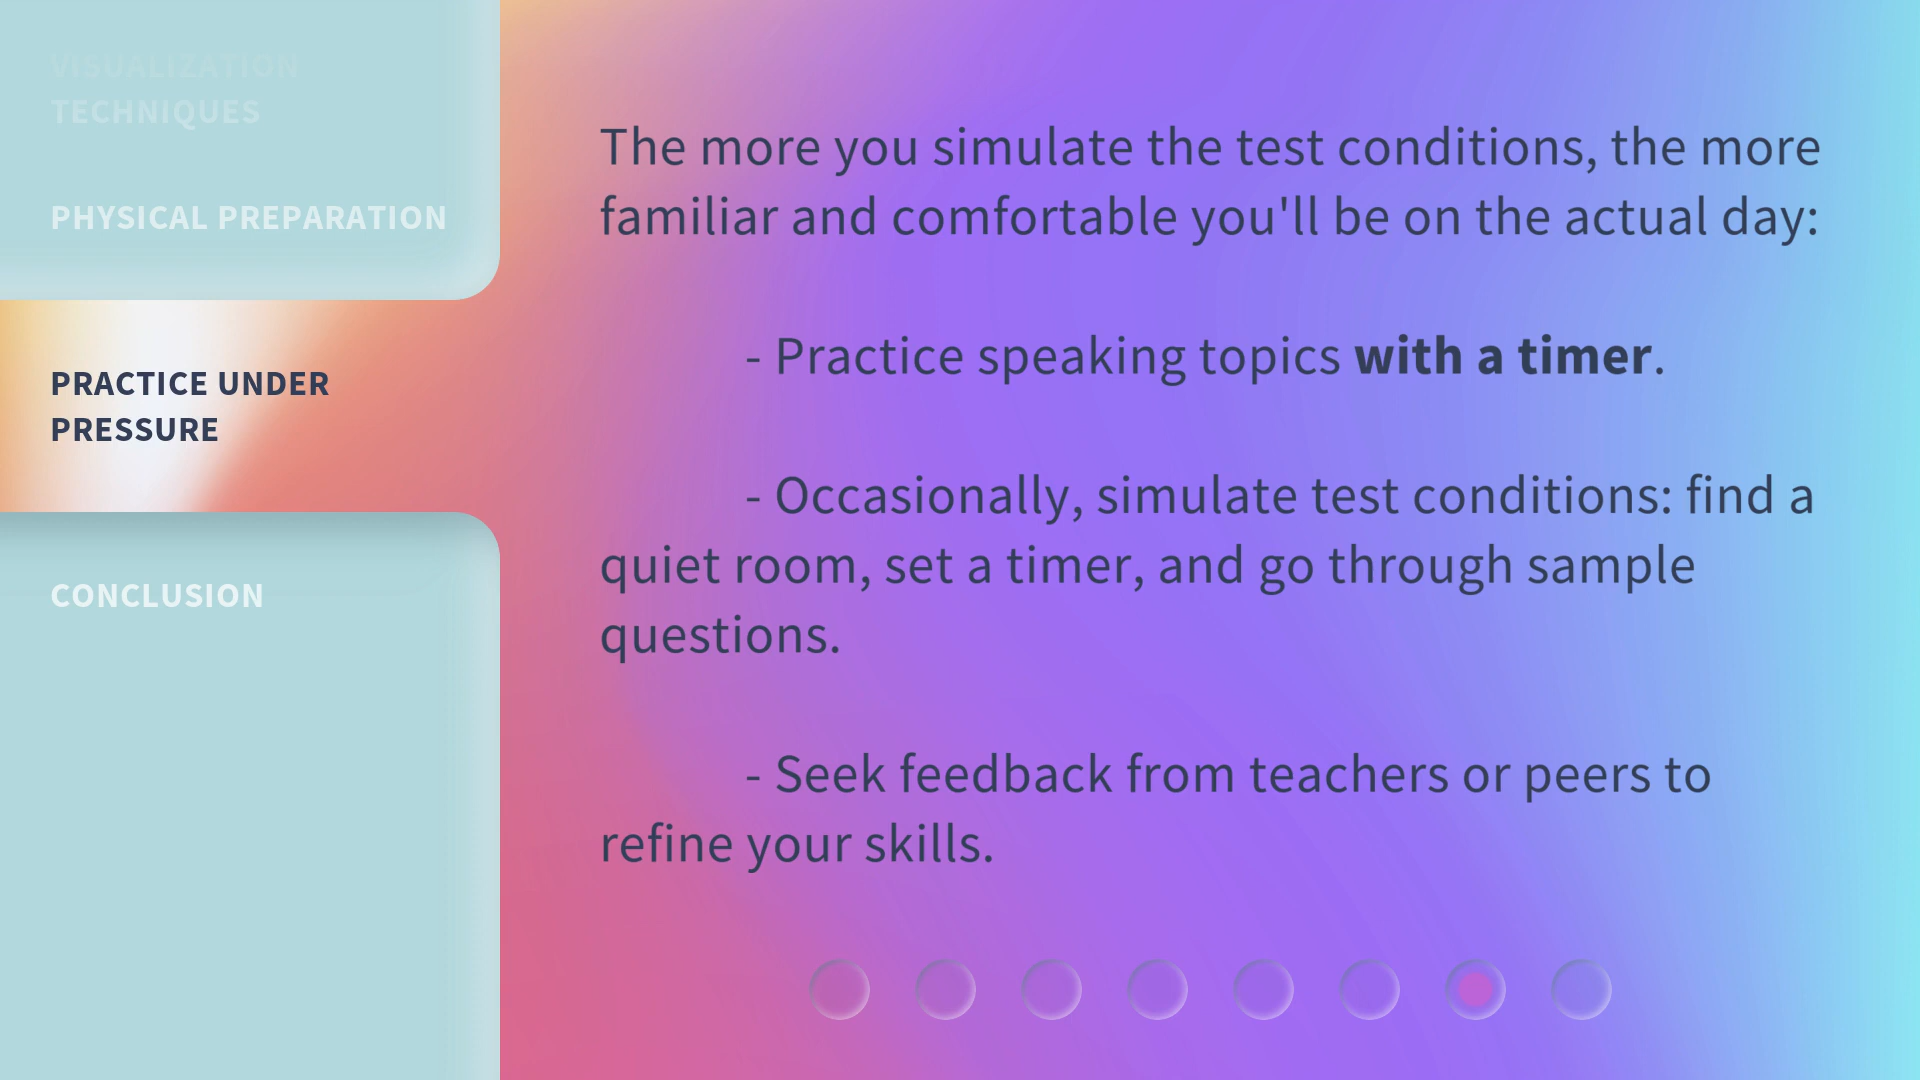 VISUALIZATION
TECHNIQUES
PHYSICAL PREPARATION
PRACTICE UNDER
PRESSURE
CONCLUSION
The more you simulate the test conditions, the more
familiar and comfortable you'll be on the actual day:
- Practice speaking topics with a timer.
- Occasionally, simulate test conditions: find a
quiet room, set a timer, and go through sample
questions.
- Seek feedback from teachers or peers to
refine your skills.